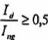 I_d / I_ng ≥ 0,5